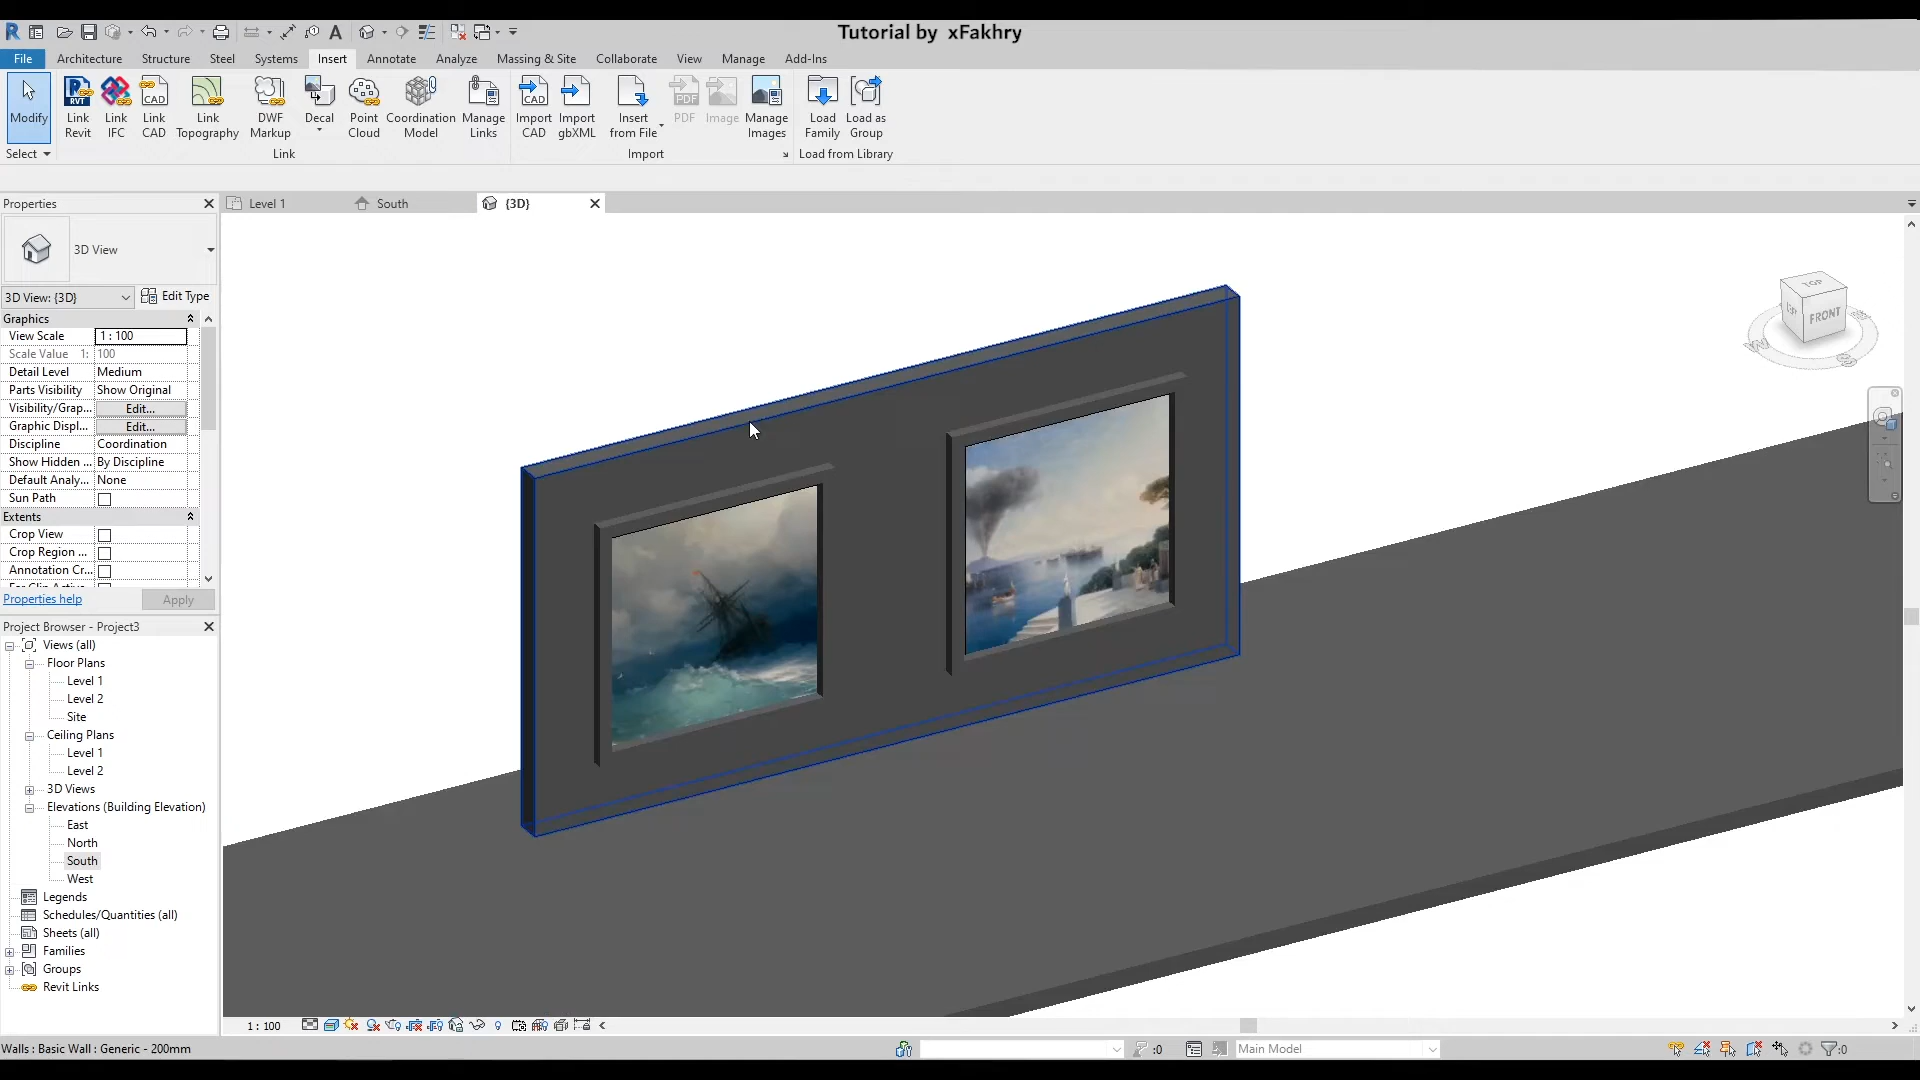 Tutorial by xFakhry
File Architecture Structure Steel Systems Insert Annotate Analyze Massing & Site Collaborate View Manage Add-Ins
Modify
Link Revit
Link IFC
Link CAD
Link Topography
DWF Markup
Decal
Point Cloud
Coordination Model
Manage Links
Import CAD
Import gbXML
Insert from File
PDF
Image
Manage Images
Load Family
Load as Group
Select
Link
Import
Load from Library
Properties
Level 1
South
{3D}
3D View
3D View: {3D}
Edit Type
Graphics
View Scale 1 : 100
Scale Value 1: 100
Detail Level Medium
Parts Visibility Show Original
Visibility/Grap... Edit...
Graphic Displ... Edit...
Discipline Coordination
Show Hidden ... By Discipline
Default Analy... None
Sun Path
Extents
Crop View
Crop Region ...
Annotation Cr...
Properties help
Apply
Project Browser - Project3
Views (all)
Floor Plans
Level 1
Level 2
Site
Ceiling Plans
Level 1
Level 2
3D Views
Elevations (Building Elevation)
East
North
South
West
Legends
Schedules/Quantities (all)
Sheets (all)
Families
Groups
Revit Links
TOP
FRONT
1 : 100
Walls : Basic Wall : Generic - 200mm
:0
Main Model
:0